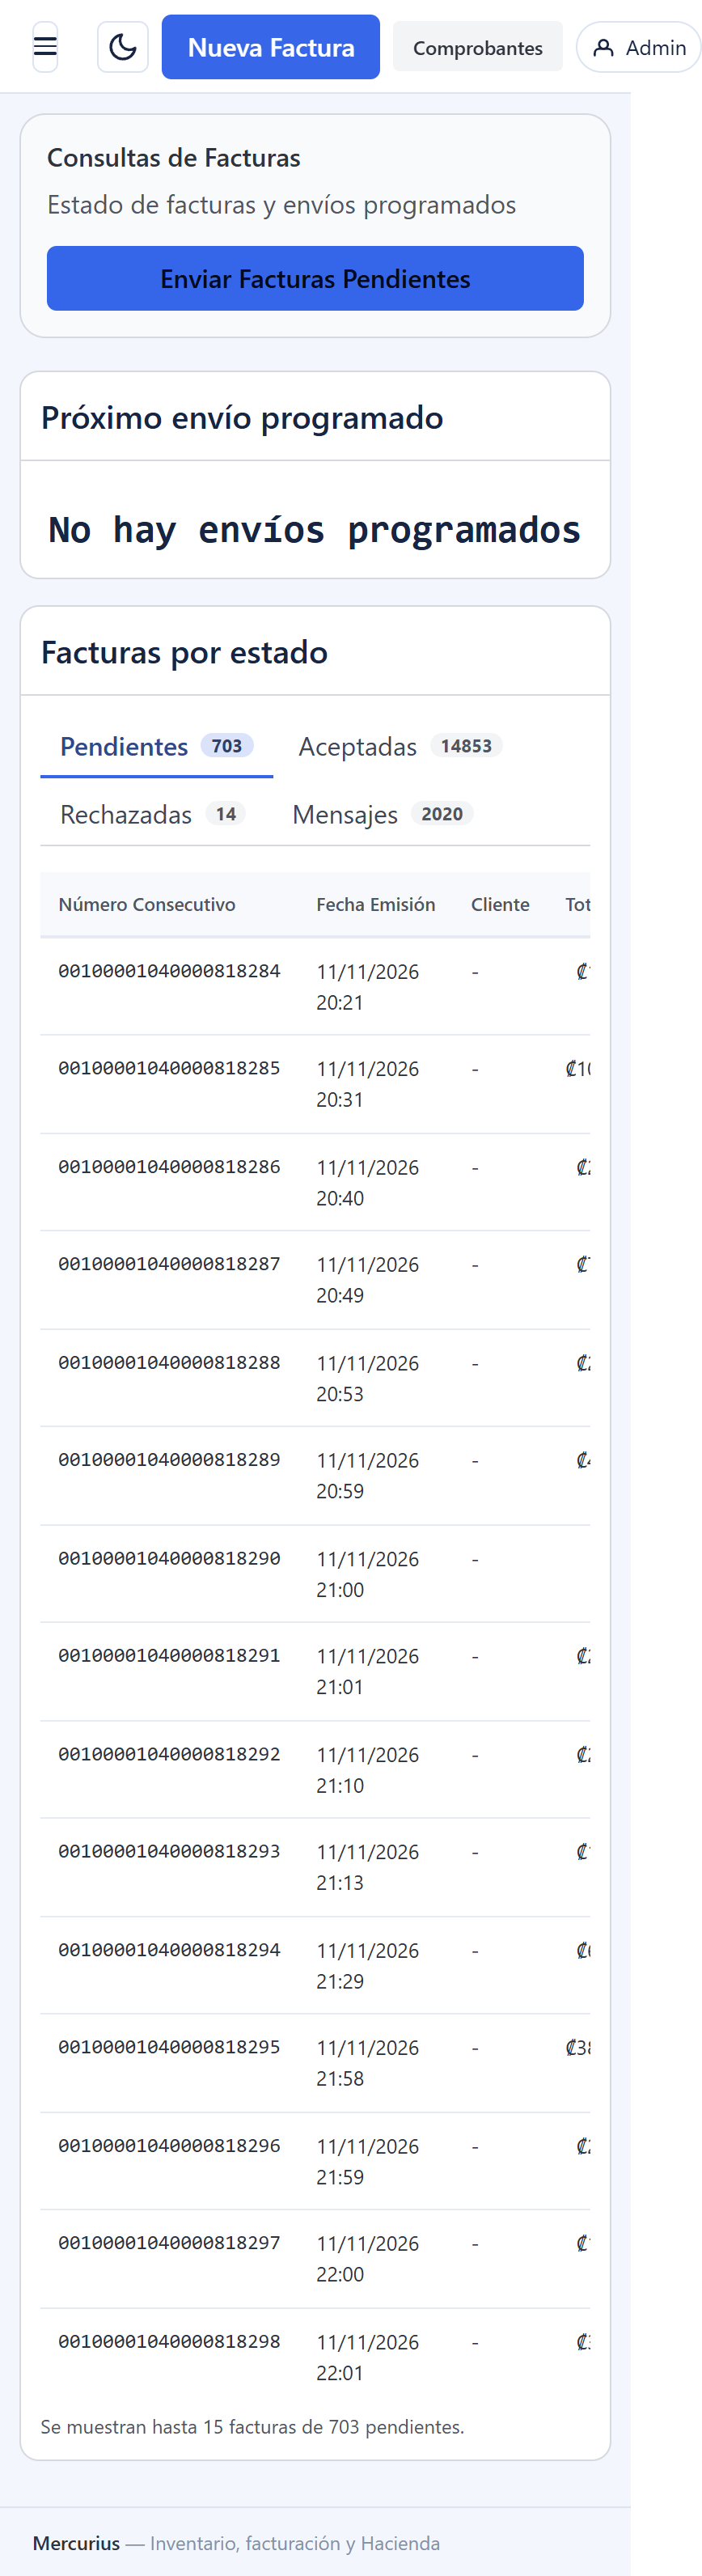 Nueva Factura
Comprobantes
Admin
Consultas de Facturas
Estado de facturas y envíos programados
Enviar Facturas Pendientes
Próximo envío programado
No hay envíos programados
Facturas por estado
Pendientes 703 Aceptadas 14853
Rechazadas 14 Mensajes 2020
Número Consecutivo Fecha Emisión Cliente
00100001040000818284 11/11/2026 -
20:21
00100001040000818285 11/11/2026 -
20:31
00100001040000818286 11/11/2026 -
20:40
00100001040000818287 11/11/2026 -
20:49
00100001040000818288 11/11/2026 -
20:53
00100001040000818289 11/11/2026 -
20:59
00100001040000818290 11/11/2026 -
21:00
00100001040000818291 11/11/2026 -
21:01
00100001040000818292 11/11/2026 -
21:10
00100001040000818293 11/11/2026 -
21:13
00100001040000818294 11/11/2026 -
21:29
00100001040000818295 11/11/2026 -
21:58
00100001040000818296 11/11/2026 -
21:59
00100001040000818297 11/11/2026 -
22:00
00100001040000818298 11/11/2026 -
22:01
Se muestran hasta 15 facturas de 703 pendientes.
Mercurius — Inventario, facturación y Hacienda